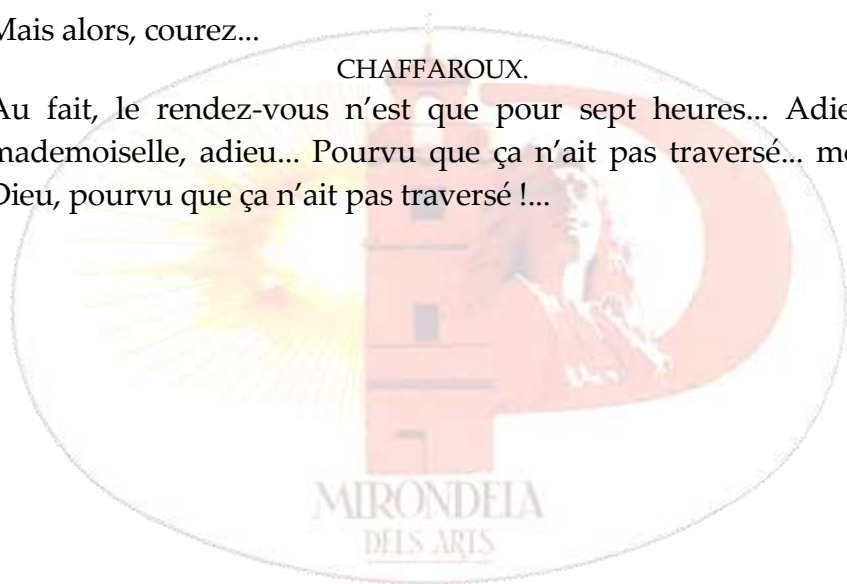 Mais alors, courez...
CHAFFAROUX.
Au fait, le rendez-vous n’est que pour sept heures... Adie
mademoiselle, adieu... Pourvu que ça n’ait pas traversé... mo
Dieu, pourvu que ça n’ait pas traversé !...
MIRONDELA
DELS ARTS